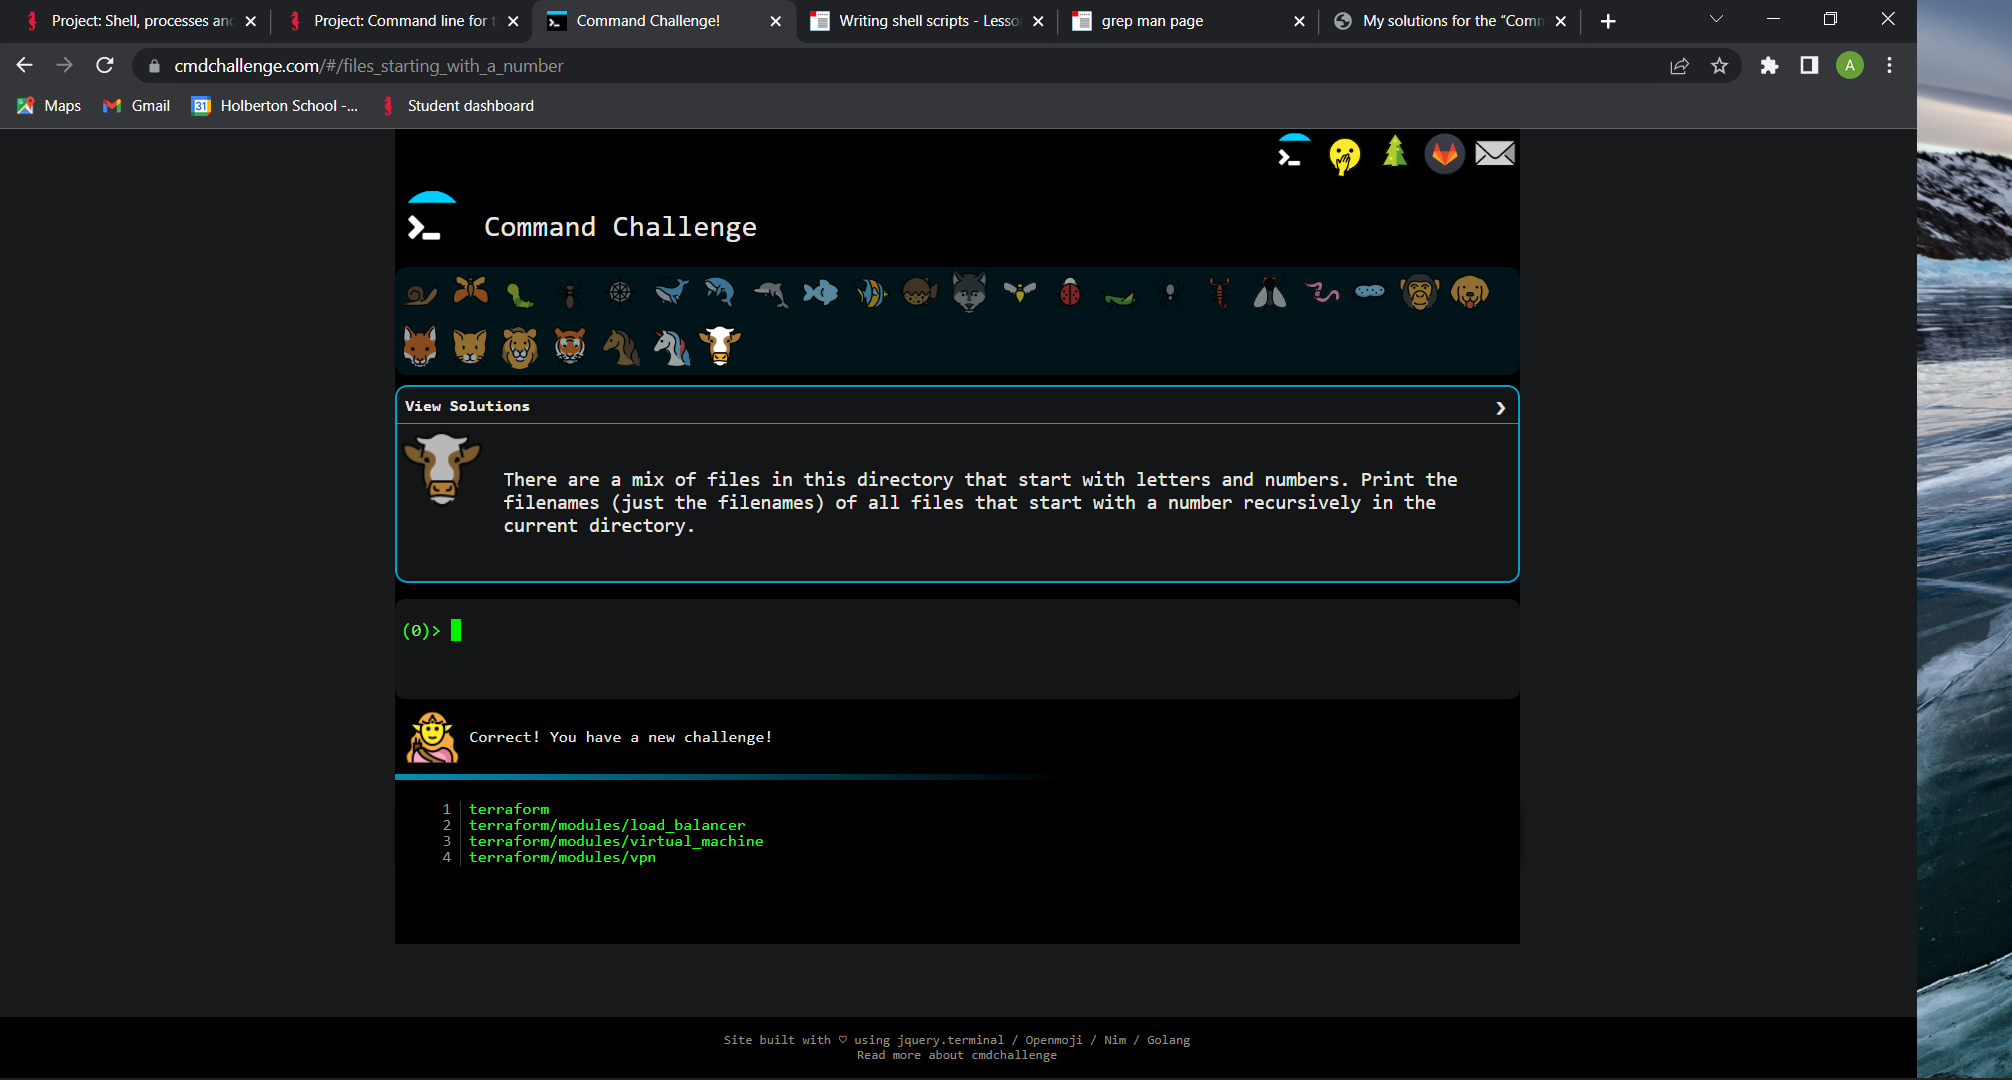 Project: Shell, processes an
Project: Command line for t
Command Challenge!
Writing shell scripts - Lesso
grep man page
My solutions for the “Comm
cmdchallenge.com/#/files_starting_with_a_number
A
Maps
Gmail
31
Holberton School -...
Student dashboard
Command Challenge
View Solutions
There are a mix of files in this directory that start with letters and numbers. Print the
filenames (just the filenames) of all files that start with a number recursively in the
current directory.
(0)>
Correct! You have a new challenge!
1 terraform
2 terraform/modules/load_balancer
3 terraform/modules/virtual_machine
4 terraform/modules/vpn
Site built with ♡ using jquery.terminal / Openmoji / Nim / Golang
Read more about cmdchallenge